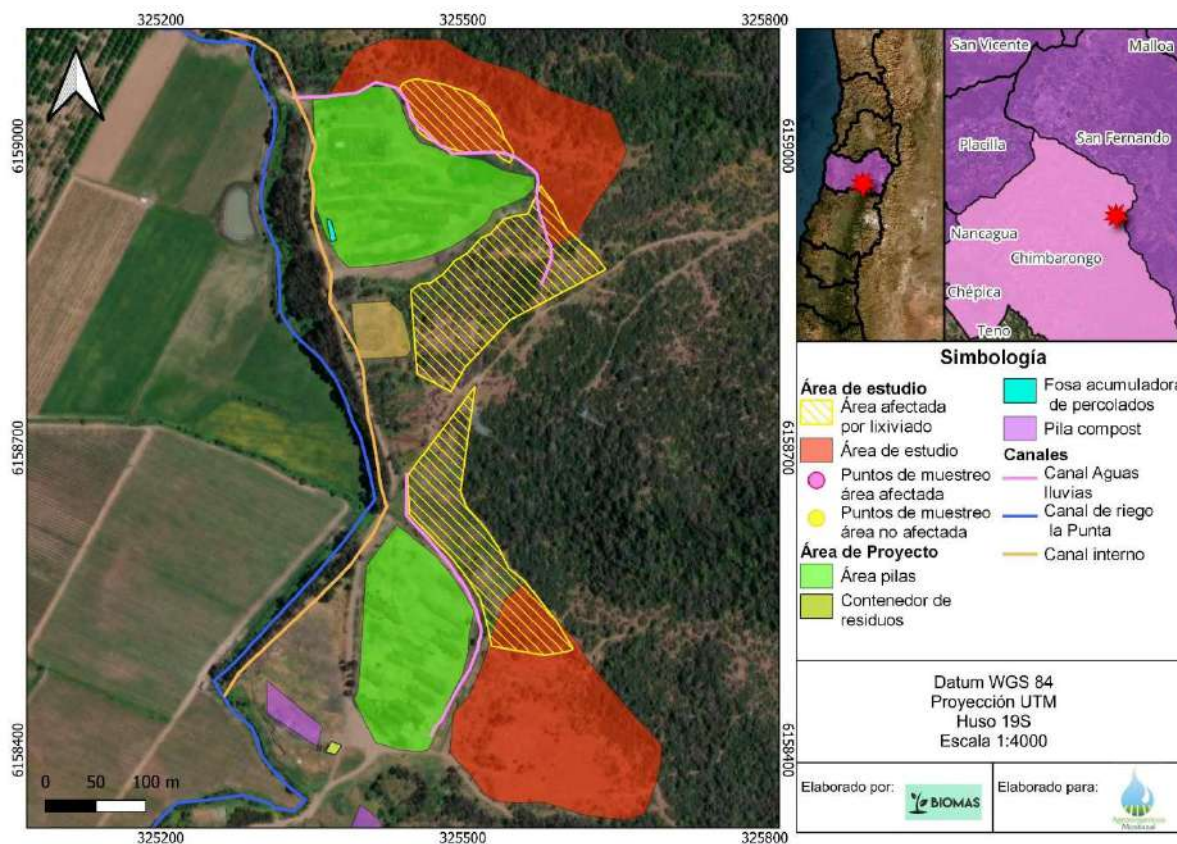 325200
325500
325800
6159000
6158700
6158400
0 50 100 m
325200
325500
325800
6159000
6158700
6158400
San Vicente
Malloa
Placilla
San Fernando
Nancagua
Chimbarongo
Chépica
Teno
Simbología
Área de estudio
Área afectada
por lixiviado
Área de estudio
Puntos de muestreo
área afectada
Puntos de muestreo
área no afectada
Área de Proyecto
Área pilas
Contenedor de
residuos
Fosa acumuladora
de percolados
Pila compost
Canales
Canal Aguas
lluvias
Canal de riego
la Punta
Canal interno
Datum WGS 84
Proyección UTM
Huso 19S
Escala 1:4000
Elaborado por:
BIOMAS
Elaborado para: